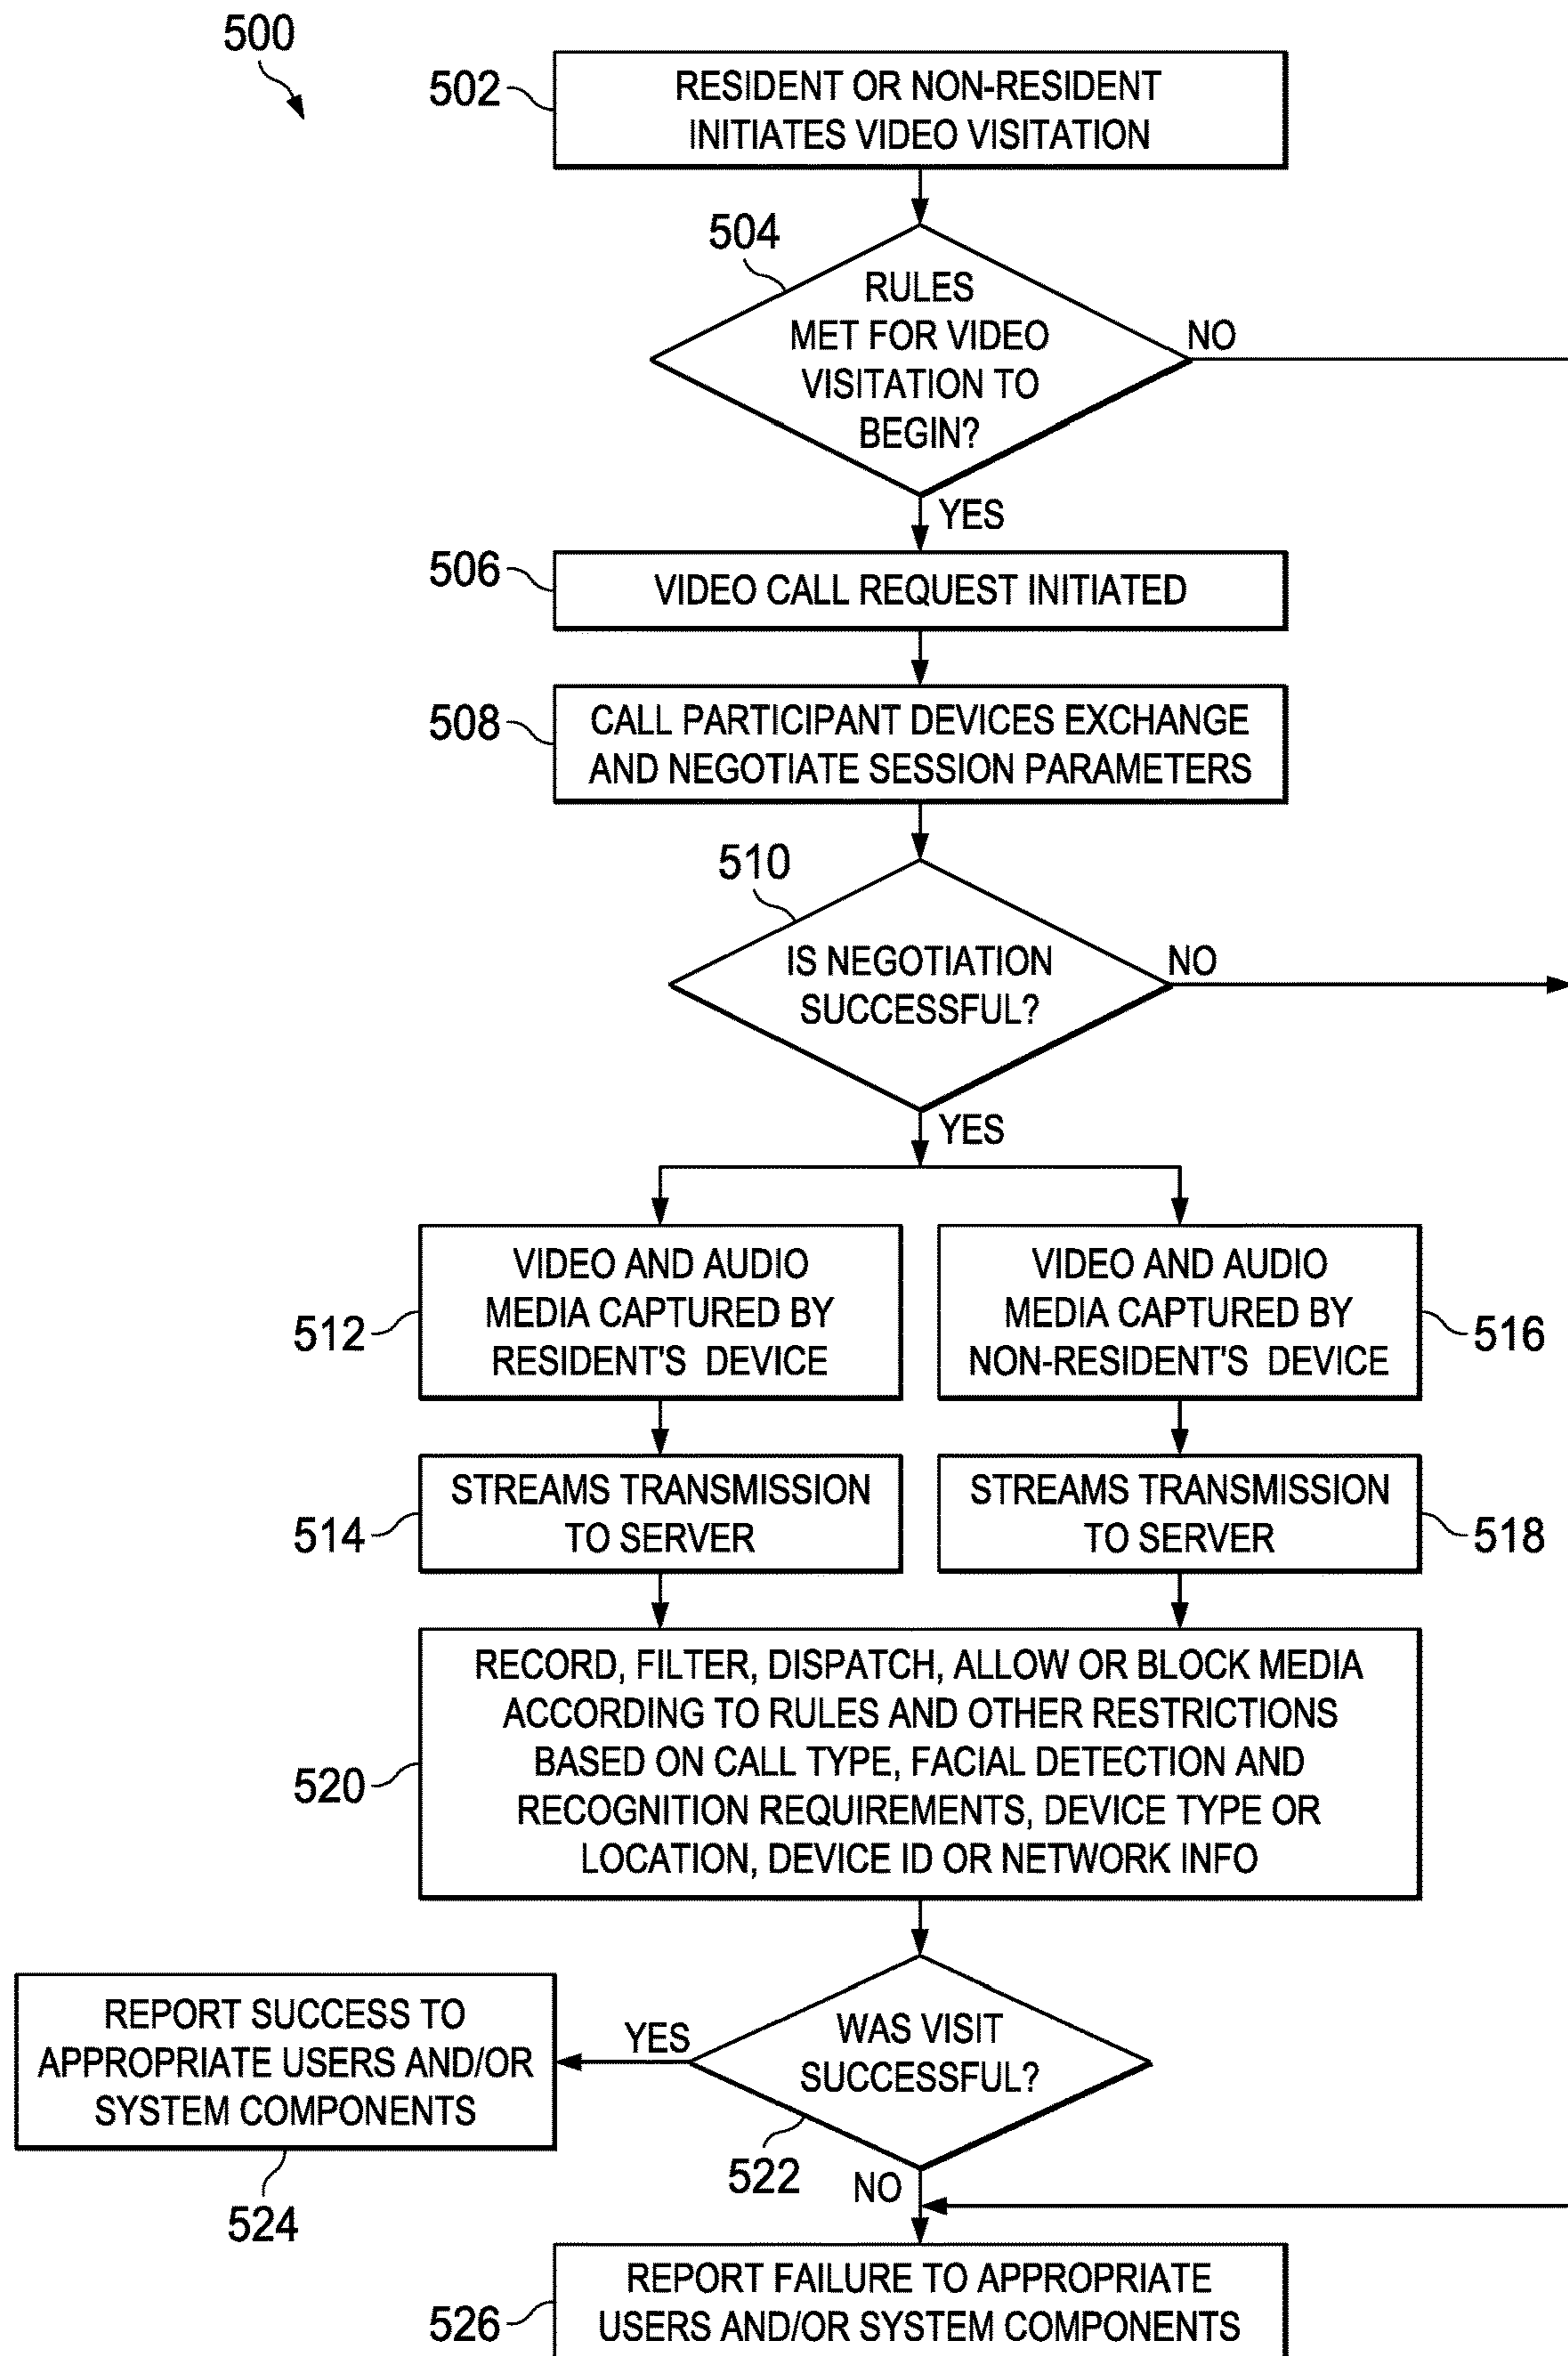 500
502
RESIDENT OR NON-RESIDENT
INITIATES VIDEO VISITATION
504
RULES
MET FOR VIDEO
VISITATION TO
BEGIN?
NO
YES
506
VIDEO CALL REQUEST INITIATED
508
CALL PARTICIPANT DEVICES EXCHANGE
AND NEGOTIATE SESSION PARAMETERS
510
IS NEGOTIATION
SUCCESSFUL?
NO
YES
512
VIDEO AND AUDIO
MEDIA CAPTURED BY
RESIDENT'S DEVICE
VIDEO AND AUDIO
MEDIA CAPTURED BY
NON-RESIDENT'S DEVICE
516
514
STREAMS TRANSMISSION
TO SERVER
STREAMS TRANSMISSION
TO SERVER
518
520
RECORD, FILTER, DISPATCH, ALLOW OR BLOCK MEDIA
ACCORDING TO RULES AND OTHER RESTRICTIONS
BASED ON CALL TYPE, FACIAL DETECTION AND
RECOGNITION REQUIREMENTS, DEVICE TYPE OR
LOCATION, DEVICE ID OR NETWORK INFO
REPORT SUCCESS TO
APPROPRIATE USERS AND/OR
SYSTEM COMPONENTS
524
YES
WAS VISIT
SUCCESSFUL?
522
NO
526
REPORT FAILURE TO APPROPRIATE
USERS AND/OR SYSTEM COMPONENTS